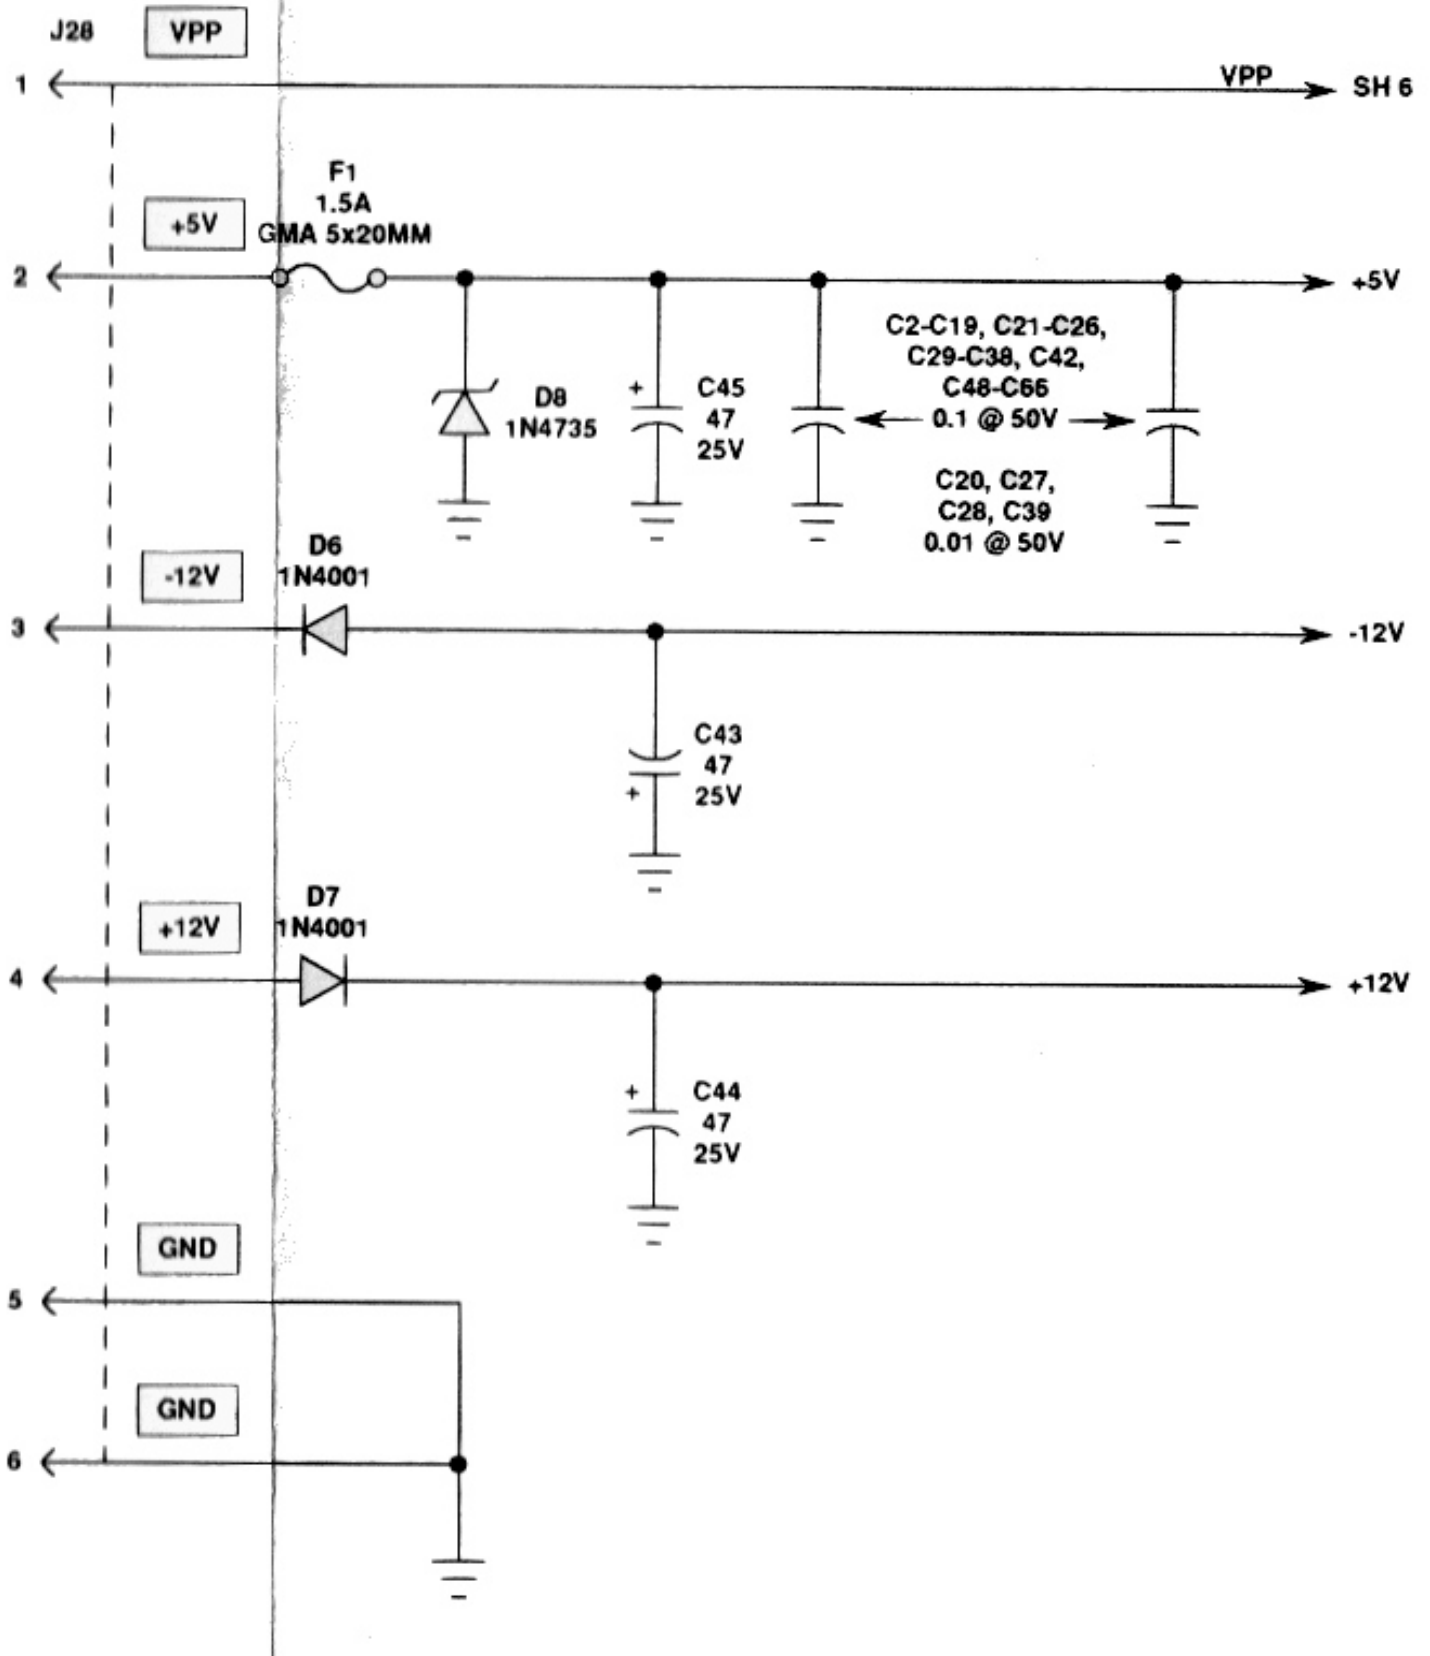 J28 VPP
1 VPP SH 6
F1
1.5A
+5V GMA 5x20MM
2 +5V
C2-C19, C21-C26,
C29-C38, C42,
C48-C66
0.1 @ 50V
C20, C27,
C28, C39
0.01 @ 50V
D8
1N4735
+ C45
47
25V
D6
-12V 1N4001
3 -12V
C43
47
+ 25V
D7
+12V 1N4001
4 +12V
+ C44
47
25V
GND
5
GND
6